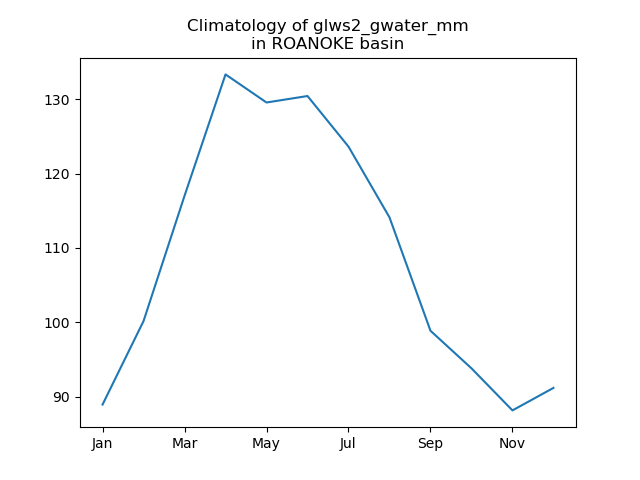 Climatology of glws2_gwater_mm
in ROANOKE basin
130
120
110
100
90
Jan
Mar
May
Jul
Sep
Nov